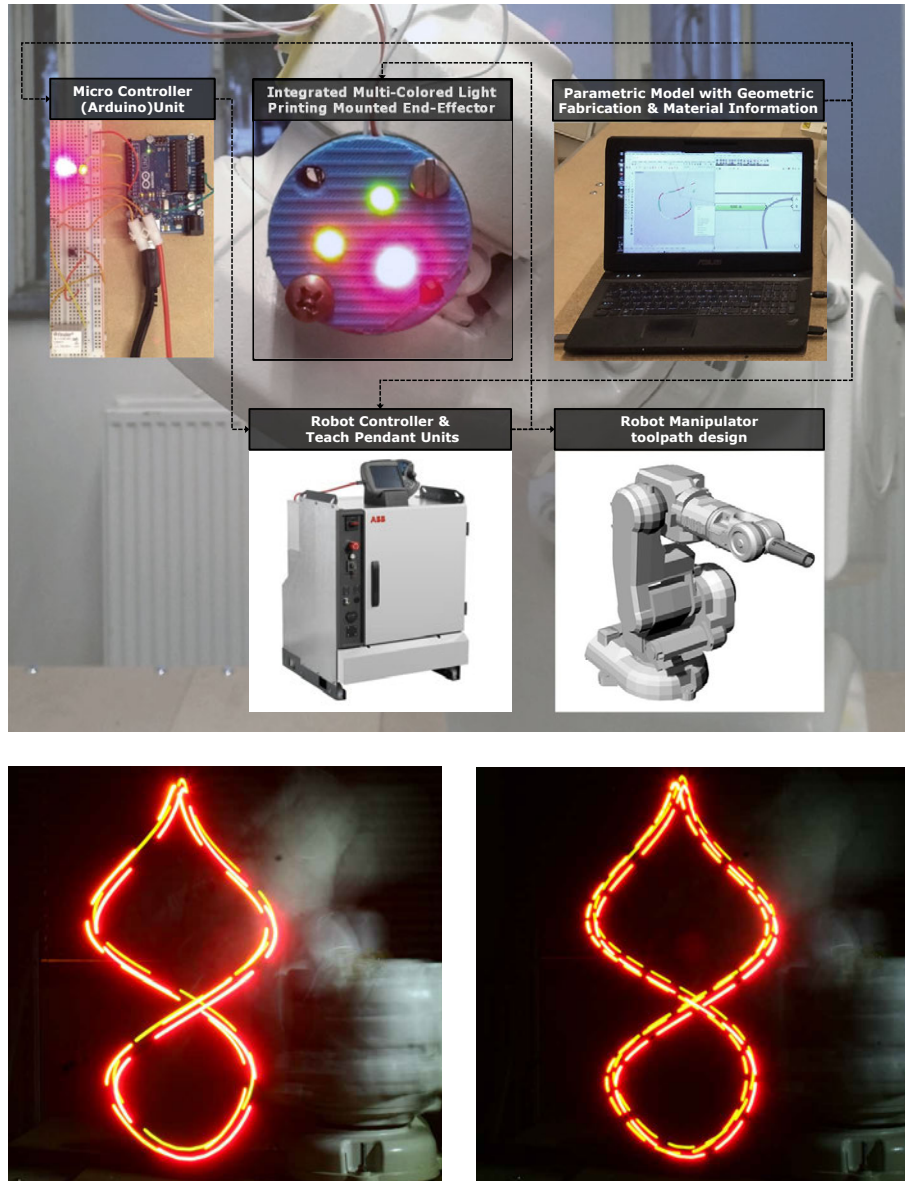 Micro Controller
(Arduino)Unit
Integrated Multi-Colored Light
Printing Mounted End-Effector
Parametric Model with Geometric
Fabrication & Material Information
ASUS
Robot Controller &
Teach Pendant Units
Robot Manipulator
toolpath design
ABB